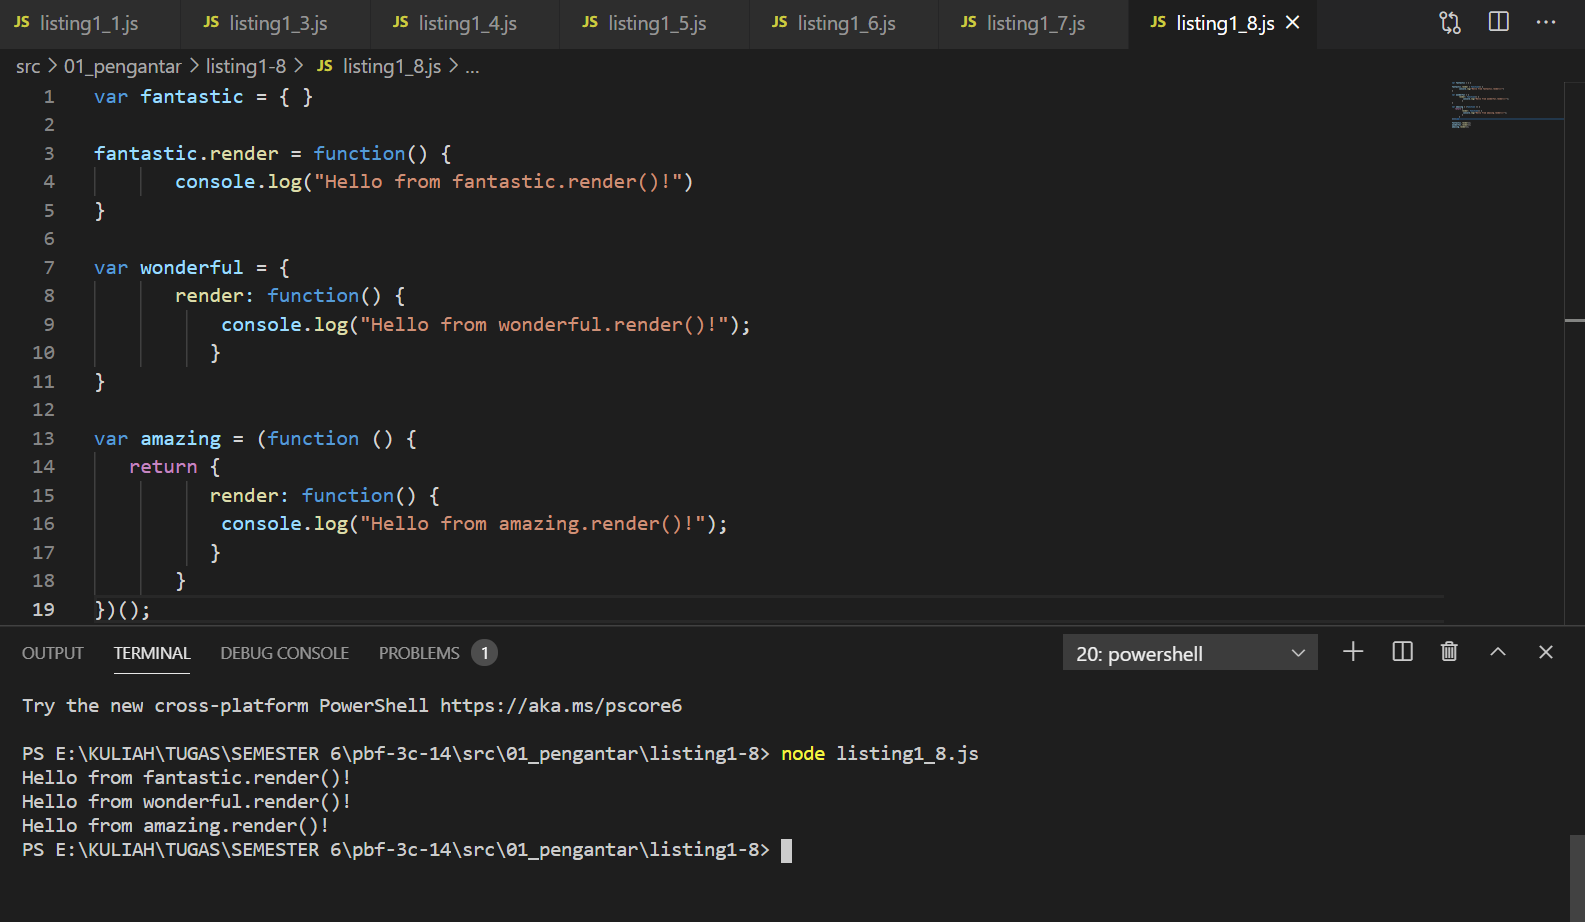 JS listing1_1.js JS listing1_3.js JS listing1_4.js JS listing1_5.js JS listing1_6.js JS listing1_7.js JS listing1_8.js
src > 01_pengantar > listing1-8 > JS listing1_8.js > ...
1 var fantastic = { }
2
3 fantastic.render = function() {
4 console.log("Hello from fantastic.render()!")
5 }
6
7 var wonderful = {
8 render: function() {
9 console.log("Hello from wonderful.render()!");
10 }
11 }
12
13 var amazing = (function () {
14 return {
15 render: function() {
16 console.log("Hello from amazing.render()!");
17 }
18 }
19 })();
OUTPUT TERMINAL DEBUG CONSOLE PROBLEMS 1 20: powershell
Try the new cross-platform PowerShell https://aka.ms/pscore6
PS E:\KULIAH\TUGAS\SEMESTER 6\pbf-3c-14\src\01_pengantar\listing1-8> node listing1_8.js
Hello from fantastic.render()!
Hello from wonderful.render()!
Hello from amazing.render()!
PS E:\KULIAH\TUGAS\SEMESTER 6\pbf-3c-14\src\01_pengantar\listing1-8>